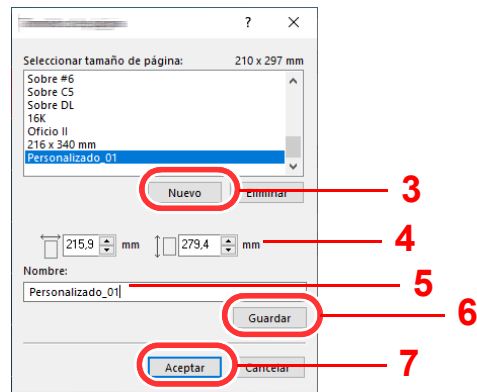 ? ×
Seleccionar tamaño de página: 210 x 297 mm
Sobre #6
Sobre C5
Sobre DL
16K
Oficio II
216 x 340 mm
Personalizado_01
Nuevo Eliminar 3
215,9 mm 279,4 mm 4
Nombre:
Personalizado_01 5
Guardar 6
Aceptar Cancelar 7